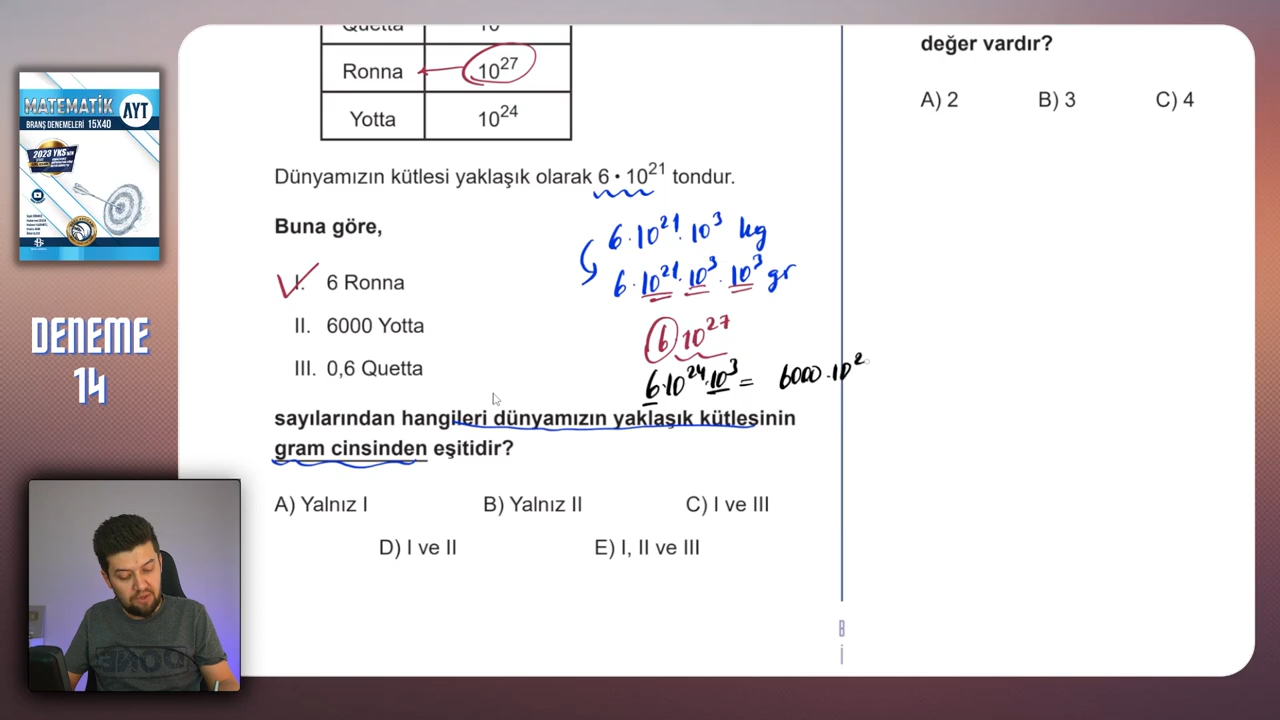 Quetta 10
Ronna 10^27
Yotta 10^24
Dünyamızın kütlesi yaklaşık olarak 6 • 10^21 tondur.
Buna göre,
I. 6 Ronna
II. 6000 Yotta
III. 0,6 Quetta
sayılarından hangileri dünyamızın yaklaşık kütlesinin
gram cinsinden eşitidir?
A) Yalnız I B) Yalnız II C) I ve III
D) I ve II E) I, II ve III
6·10^21·10^3 kg
6·10^21·10^3·10^3 gr
6 10^27
6·10^24·10^3 = 6000·10^2
değer vardır?
A) 2 B) 3 C) 4
MATEMATİK AYT
BRANŞ DENEMELERİ 15X40
2023 YKS'NİN
DENEME
14